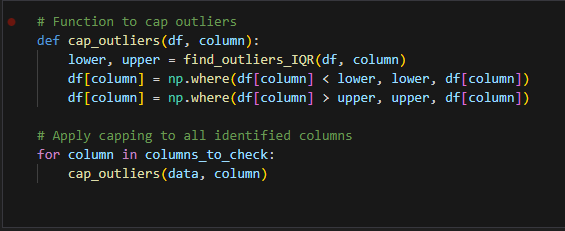 # Function to cap outliers
def cap_outliers(df, column):
    lower, upper = find_outliers_IQR(df, column)
    df[column] = np.where(df[column] < lower, lower, df[column])
    df[column] = np.where(df[column] > upper, upper, df[column])
# Apply capping to all identified columns
for column in columns_to_check:
    cap_outliers(data, column)